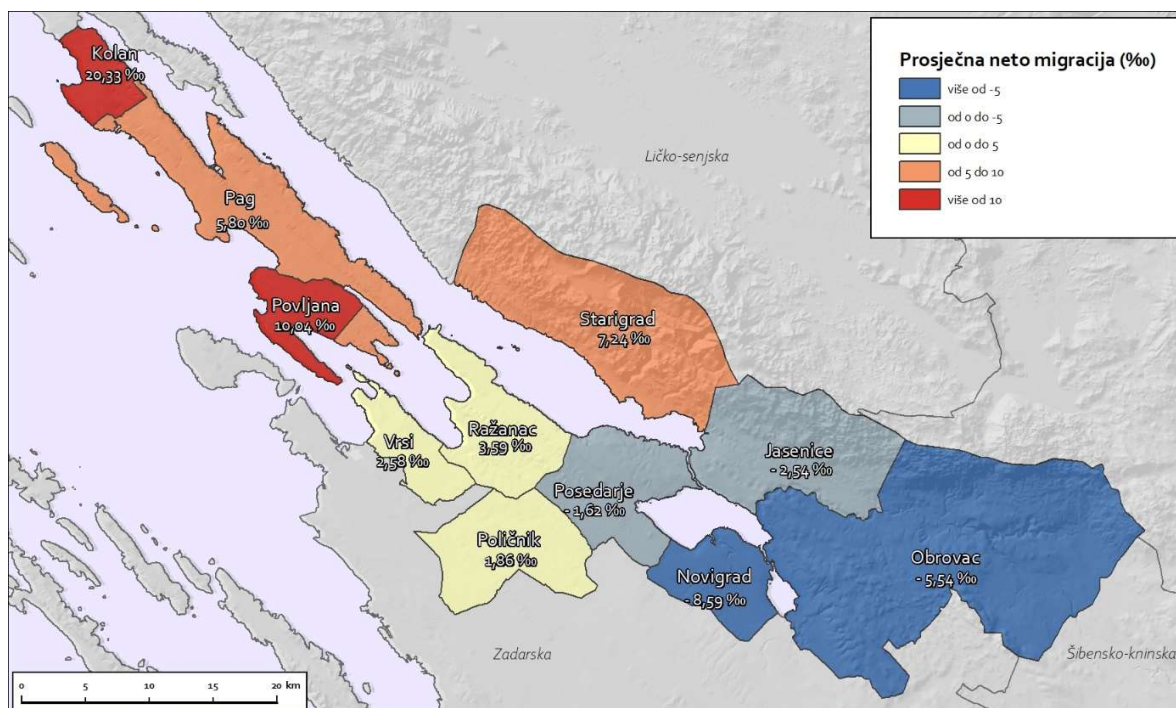 Kolan
20,33 ‰
Pag
5,80 ‰
Povljana
10,04 ‰
Starigrad
7,24 ‰
Vrsi
2,58 ‰
Ražanac
3,59 ‰
Poličnik
1,86 ‰
Posedarje
- 1,62 ‰
Jasenice
- 2,54 ‰
Novigrad
- 8,59 ‰
Obrovac
- 5,54 ‰
Ličko-senjska
Zadarska
Šibensko-kninska
Prosječna neto migracija (‰)
više od -5
od 0 do -5
od 0 do 5
od 5 do 10
više od 10
0 5 10 15 20 km